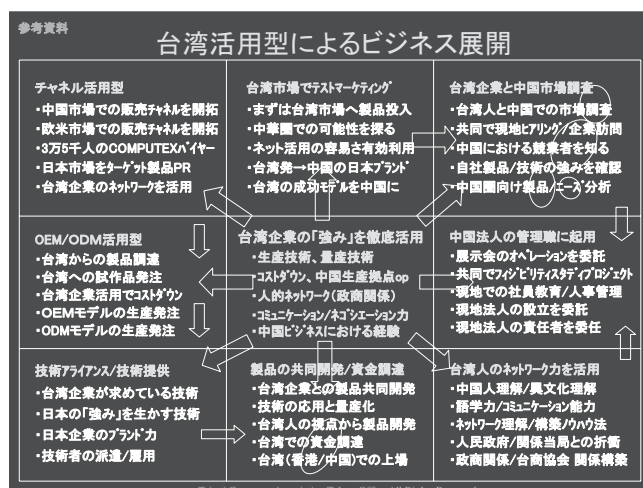 参考資料
台湾活用型によるビジネス展開
チャネル活用型
・中国市場での販売チャネルを開拓
・欧米市場での販売チャネルを開拓
・3万5千人のCOMPUTEXバイヤー
・日本市場をターゲット製品PR
・台湾企業のネットワークを活用
台湾市場でテストマーケティング
・まずは台湾市場へ製品投入
・中華圏での可能性を探る
・ネット活用の容易さ有効利用
・台湾発→中国の日本ブランド
・台湾の成功モデルを中国に
台湾企業と中国市場調査
・台湾人と中国での市場調査
・共同で現地ヒアリング/企業訪問
・中国における競業者を知る
・自社製品/技術の強みを確認
・中国圏向け製品/ニーズ分析
OEM/ODM活用型
・台湾からの製品調達
・台湾への試作品発注
・台湾企業活用でコストダウン
・OEMモデルの生産発注
・ODMモデルの生産発注
台湾企業の「強み」を徹底活用
・生産技術、量産技術
・コストダウン、中国生産拠点op
・人的ネットワーク(政商関係)
・コミュニケーション/ネゴシエーション力
・中国ビジネスにおける経験
中国法人の管理職に起用
・展示会のオペレーションを委託
・共同でフィジビリティスタディプロジェクト
・現地での社員教育/人事管理
・現地法人の設立を委託
・現地法人の責任者を委任
技術アライアンス/技術提供
・台湾企業が求めている技術
・日本の「強み」を生かす技術
・日本企業のブランド力
・技術者の派遣/雇用
製品の共同開発/資金調達
・台湾企業との製品共同開発
・技術の応用と量産化
・台湾人の視点から製品開発
・台湾での資金調達
・台湾(香港/中国)での上場
台湾人のネットワーク力を活用
・中国人理解/異文化理解
・語学力/コミュニケーション能力
・ネットワーク理解/構築ノウハウ法
・人民政府/関係当局との折衝
・政商関係/台商協会 関係構築